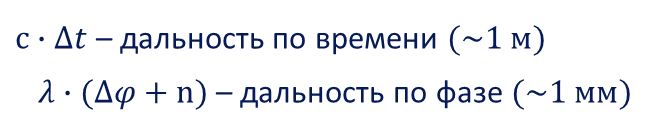 c · Δt – дальность по времени (~1 м)
λ · (Δφ + n) – дальность по фазе (~1 мм)